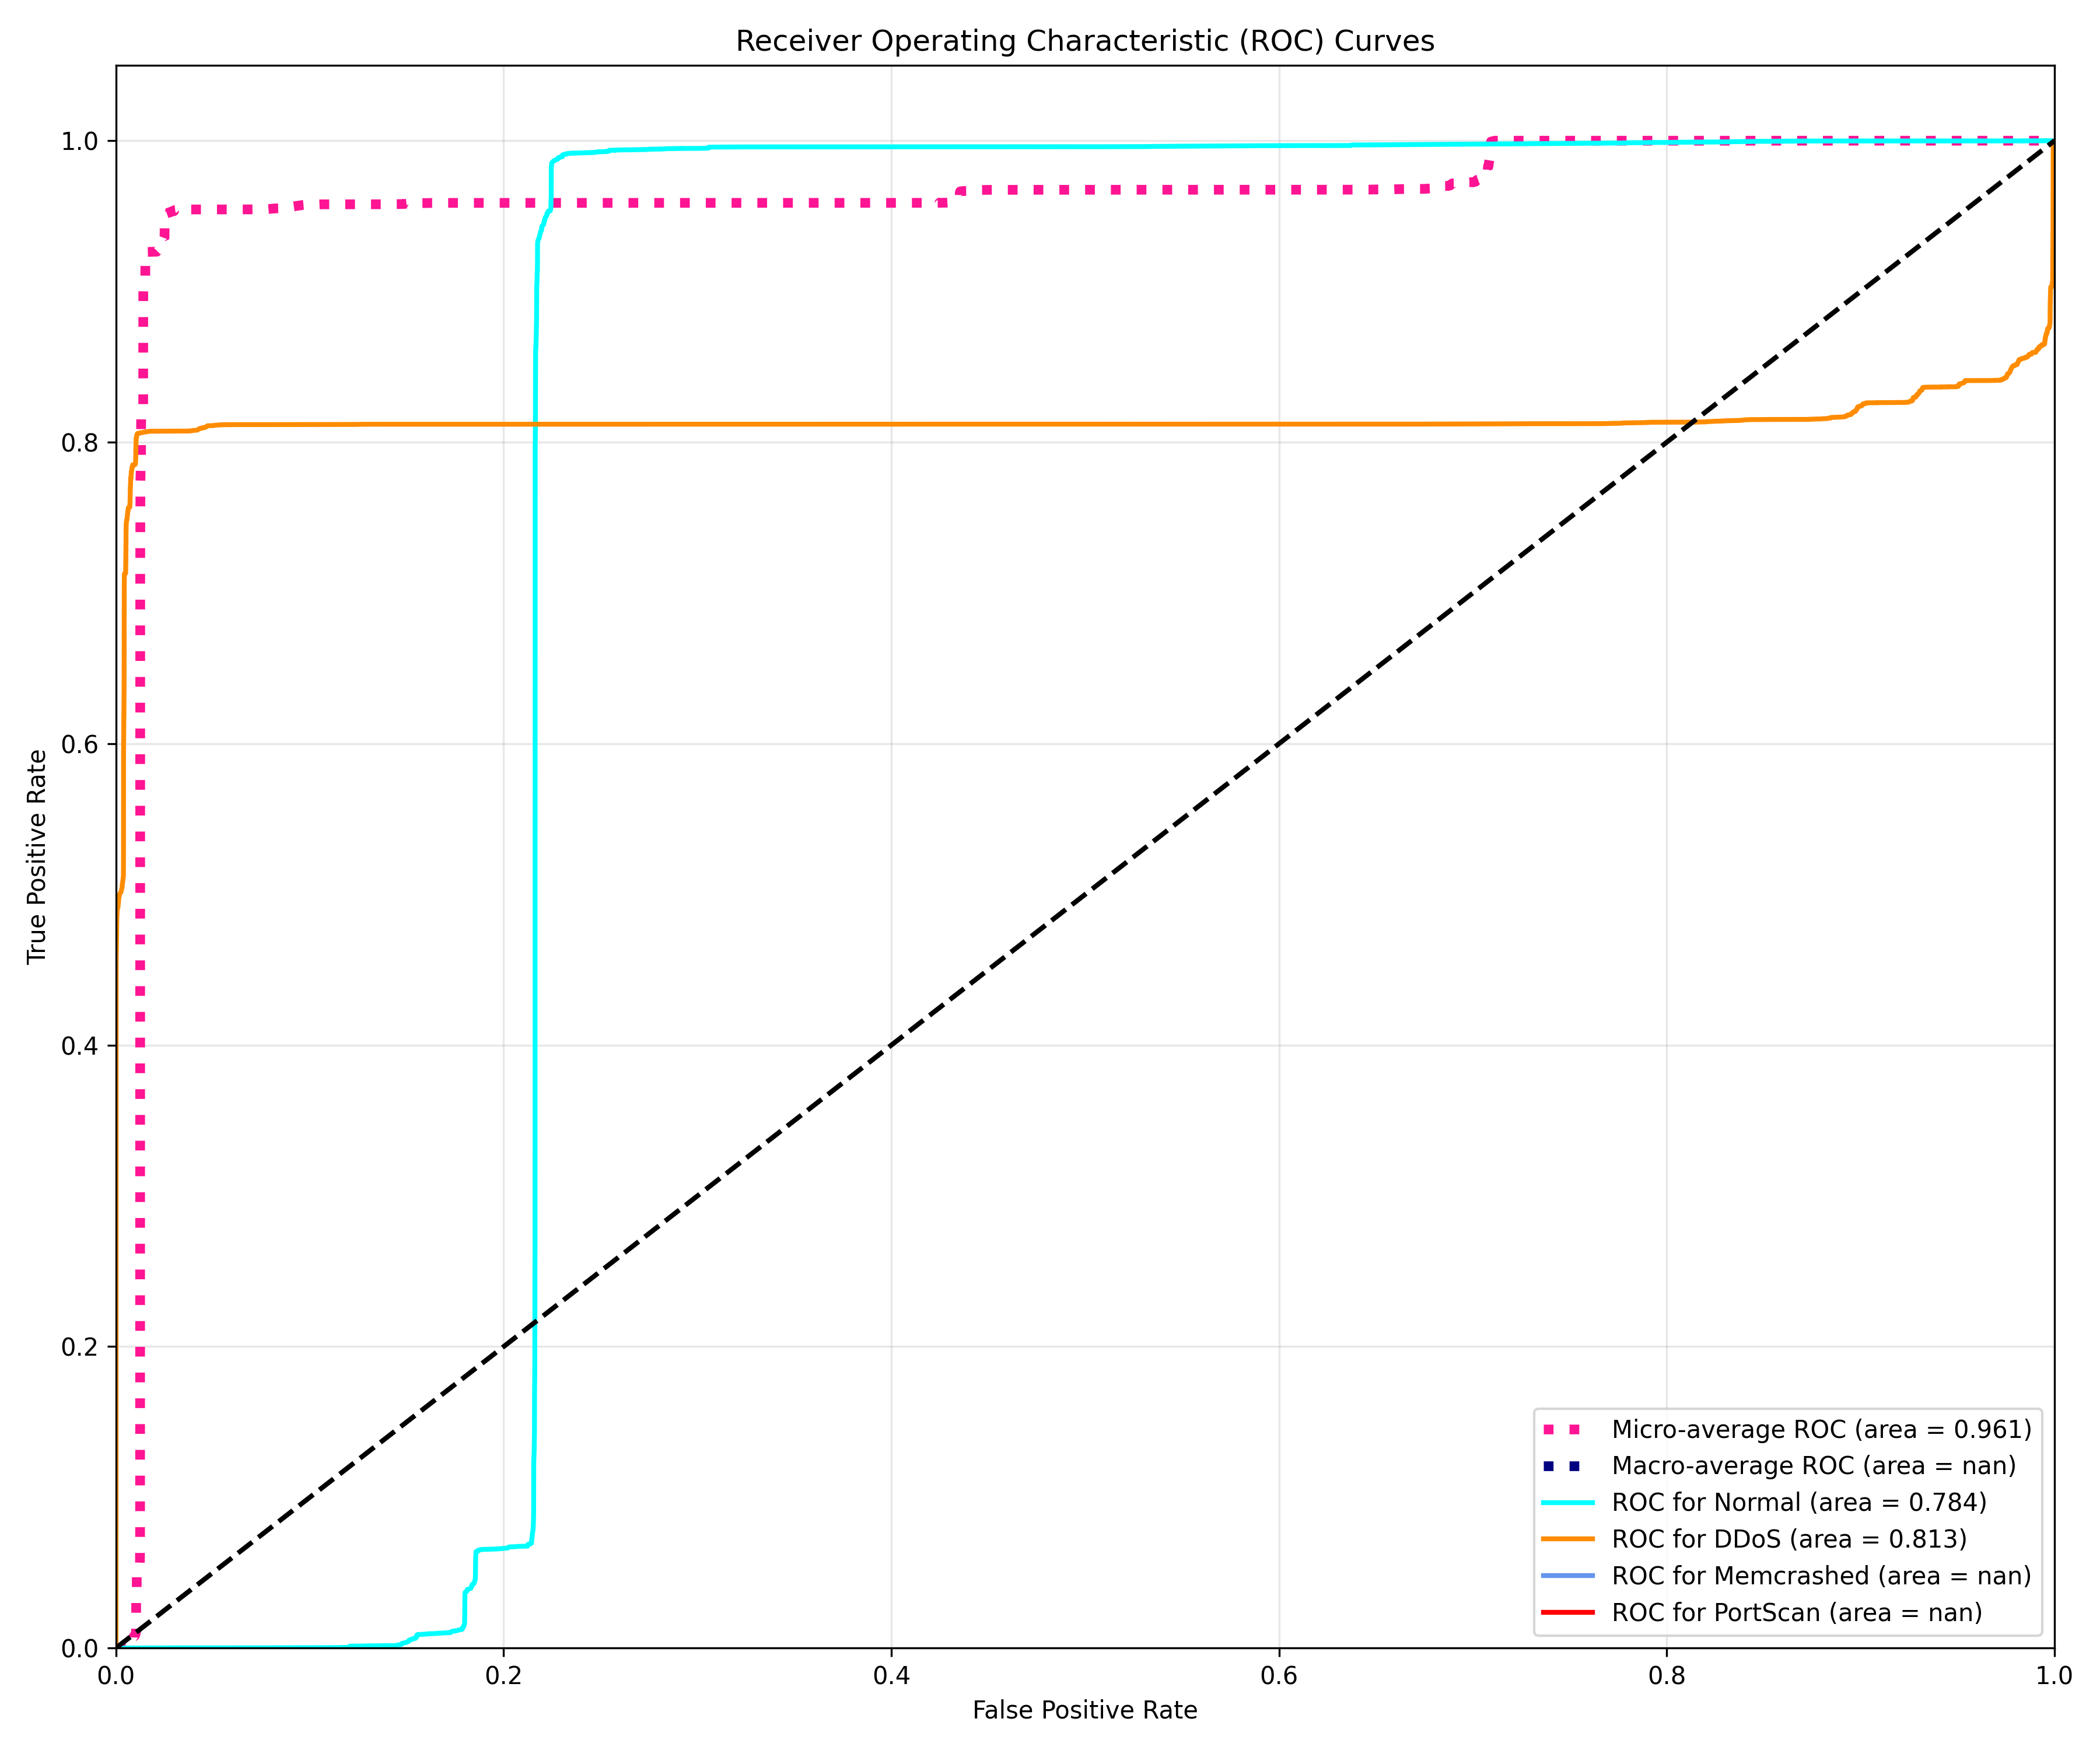 Receiver Operating Characteristic (ROC) Curves
1.0
0.8
0.6
0.4
0.2
0.0
True Positive Rate
0.0 0.2 0.4 0.6 0.8 1.0
False Positive Rate
Micro-average ROC (area = 0.961)
Macro-average ROC (area = nan)
ROC for Normal (area = 0.784)
ROC for DDoS (area = 0.813)
ROC for Memcrashed (area = nan)
ROC for PortScan (area = nan)